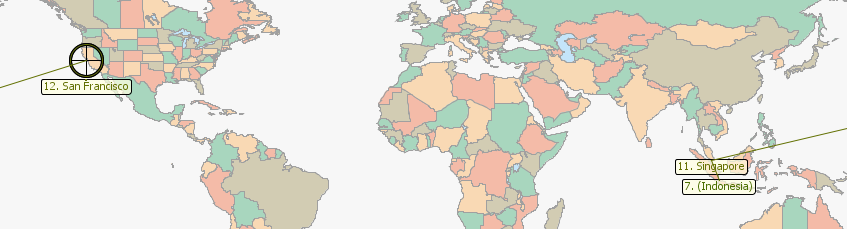 12. San Francisco
11. Singapore
7. (Indonesia)